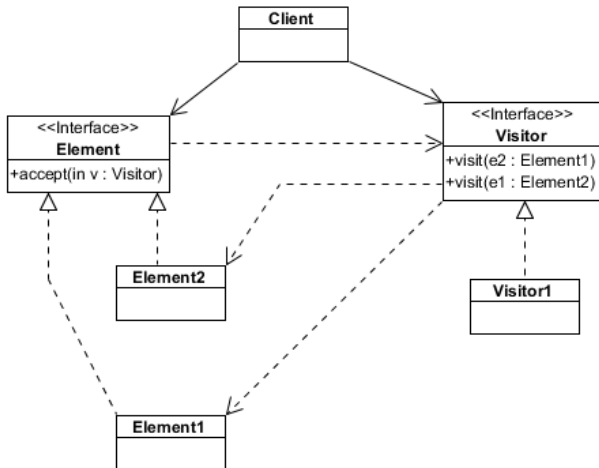 Client
<<Interface>>
Element
+accept(in v : Visitor)
<<Interface>>
Visitor
+visit(e2 : Element1)
+visit(e1 : Element2)
Element2
Visitor1
Element1